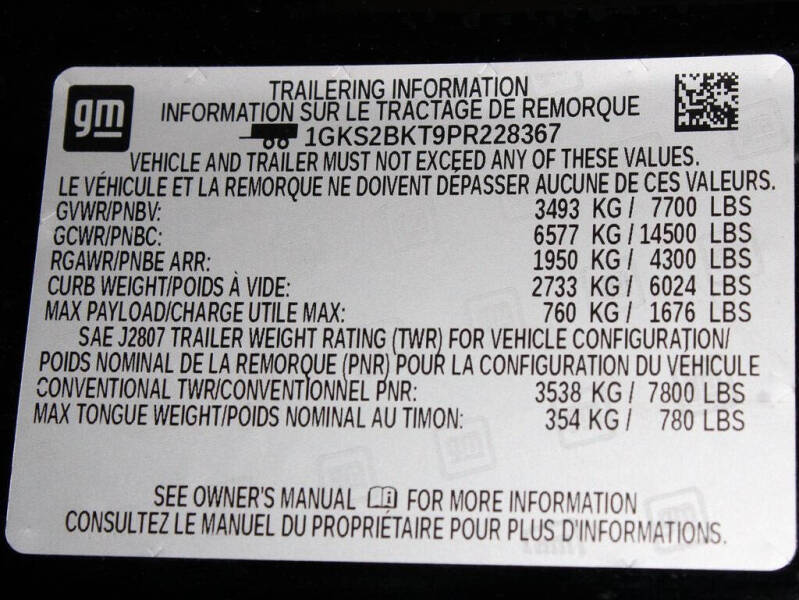 gm
TRAILERING INFORMATION
INFORMATION SUR LE TRACTAGE DE REMORQUE
1GKS2BKT9PR228367
VEHICLE AND TRAILER MUST NOT EXCEED ANY OF THESE VALUES.
LE VÉHICULE ET LA REMORQUE NE DOIVENT DÉPASSER AUCUNE DE CES VALEURS.
GVWR/PNBV: 3493 KG / 7700 LBS
GCWR/PNBC: 6577 KG / 14500 LBS
RGAWR/PNBE ARR: 1950 KG / 4300 LBS
CURB WEIGHT/POIDS À VIDE: 2733 KG / 6024 LBS
MAX PAYLOAD/CHARGE UTILE MAX: 760 KG / 1676 LBS
SAE J2807 TRAILER WEIGHT RATING (TWR) FOR VEHICLE CONFIGURATION/
POIDS NOMINAL DE LA REMORQUE (PNR) POUR LA CONFIGURATION DU VÉHICULE
CONVENTIONAL TWR/CONVENTIONNEL PNR: 3538 KG / 7800 LBS
MAX TONGUE WEIGHT/POIDS NOMINAL AU TIMON: 354 KG / 780 LBS
SEE OWNER'S MANUAL FOR MORE INFORMATION
CONSULTEZ LE MANUEL DU PROPRIÉTAIRE POUR PLUS D'INFORMATIONS.